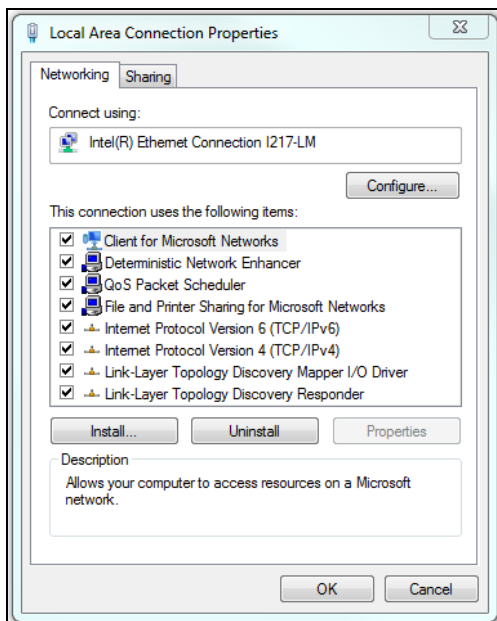 Local Area Connection Properties
Networking
Sharing
Connect using:
Intel(R) Ethernet Connection I217-LM
Configure...
This connection uses the following items:
Client for Microsoft Networks
Deterministic Network Enhancer
QoS Packet Scheduler
File and Printer Sharing for Microsoft Networks
Internet Protocol Version 6 (TCP/IPv6)
Internet Protocol Version 4 (TCP/IPv4)
Link-Layer Topology Discovery Mapper I/O Driver
Link-Layer Topology Discovery Responder
Install...
Uninstall
Properties
Description
Allows your computer to access resources on a Microsoft
network.
OK
Cancel